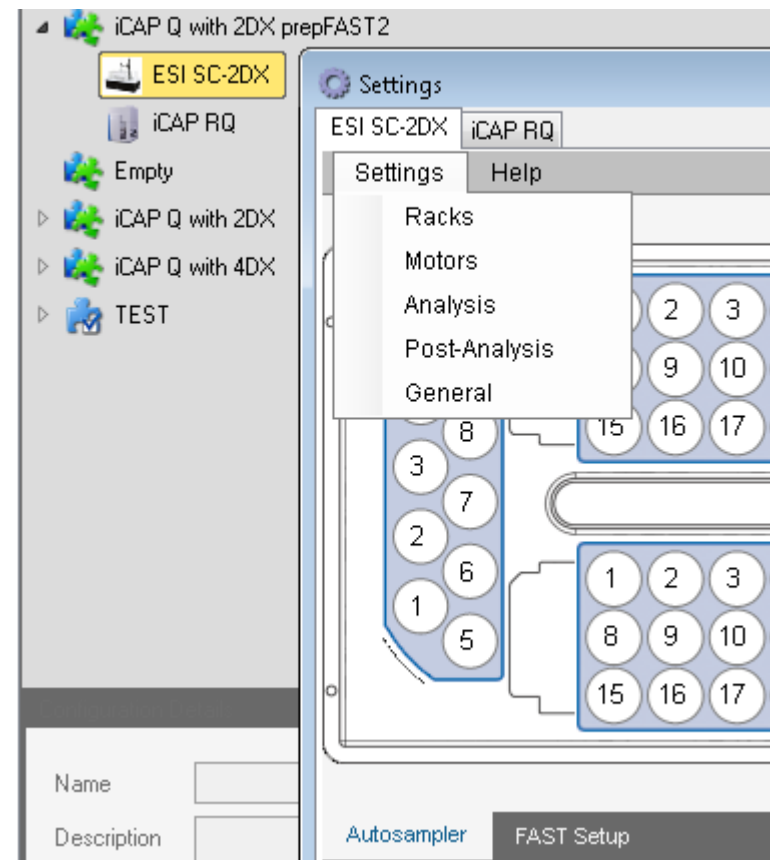 iCAP Q with 2DX prepFAST2
ESI SC-2DX
iCAP RQ
Empty
iCAP Q with 2DX
iCAP Q with 4DX
TEST
Configuration Details
Name
Description
Settings
ESI SC-2DX iCAP RQ
Settings Help
Racks
Motors
Analysis
Post-Analysis
General
2 3
9 10
15 16 17
8
3
7
2
6
1
5
1 2 3
8 9 10
15 16 17
Autosampler FAST Setup